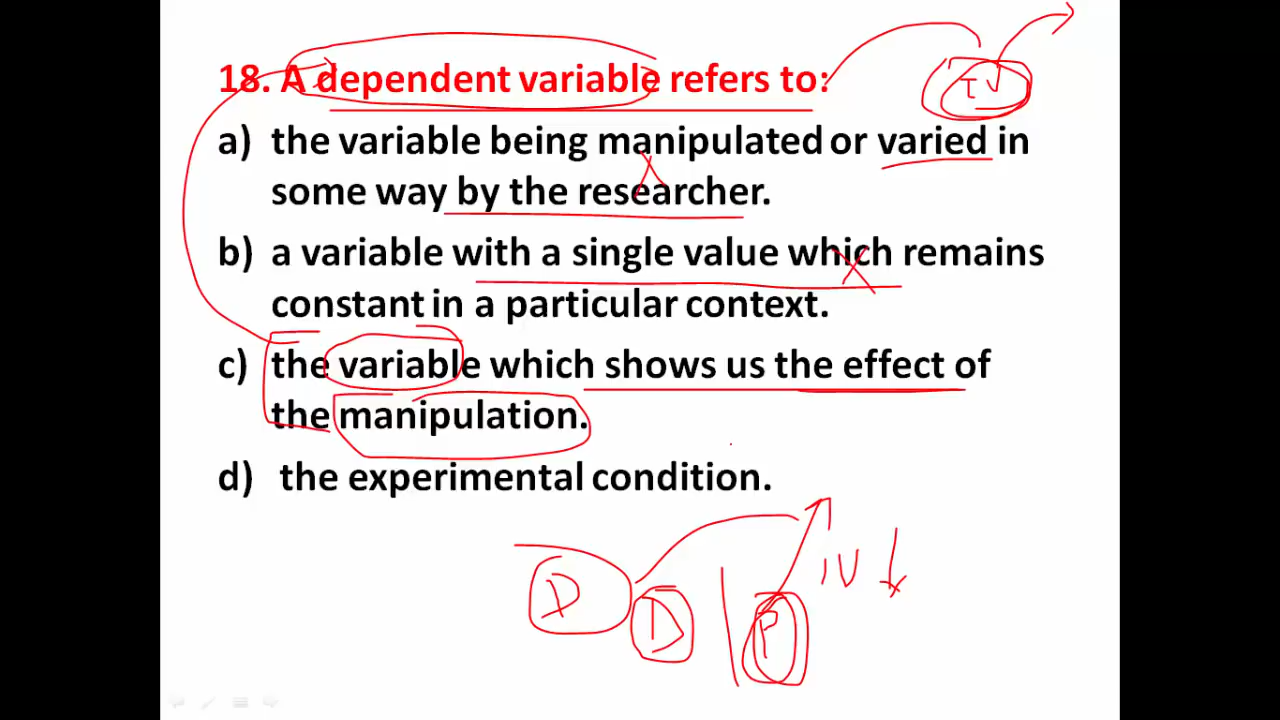 18. A dependent variable refers to:
IV
a) the variable being manipulated or varied in
some way by the researcher.
b) a variable with a single value which remains
constant in a particular context.
c) the variable which shows us the effect of
the manipulation.
d) the experimental condition.
D D P IV